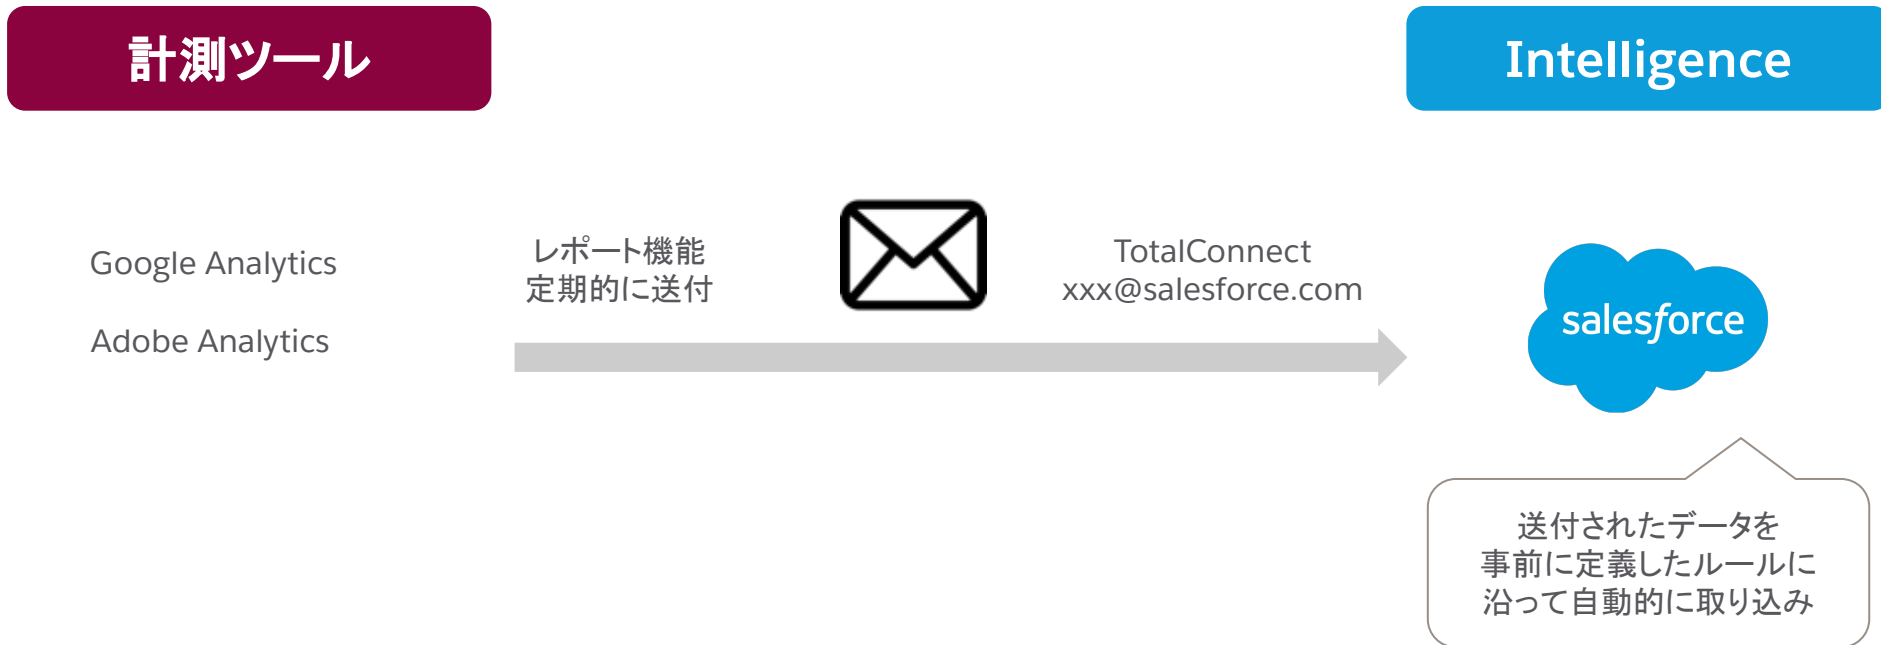 計測ツール
Intelligence
Google Analytics
Adobe Analytics
レポート機能
定期的に送付
TotalConnect
xxx@salesforce.com
salesforce
送付されたデータを
事前に定義したルールに
沿って自動的に取り込み